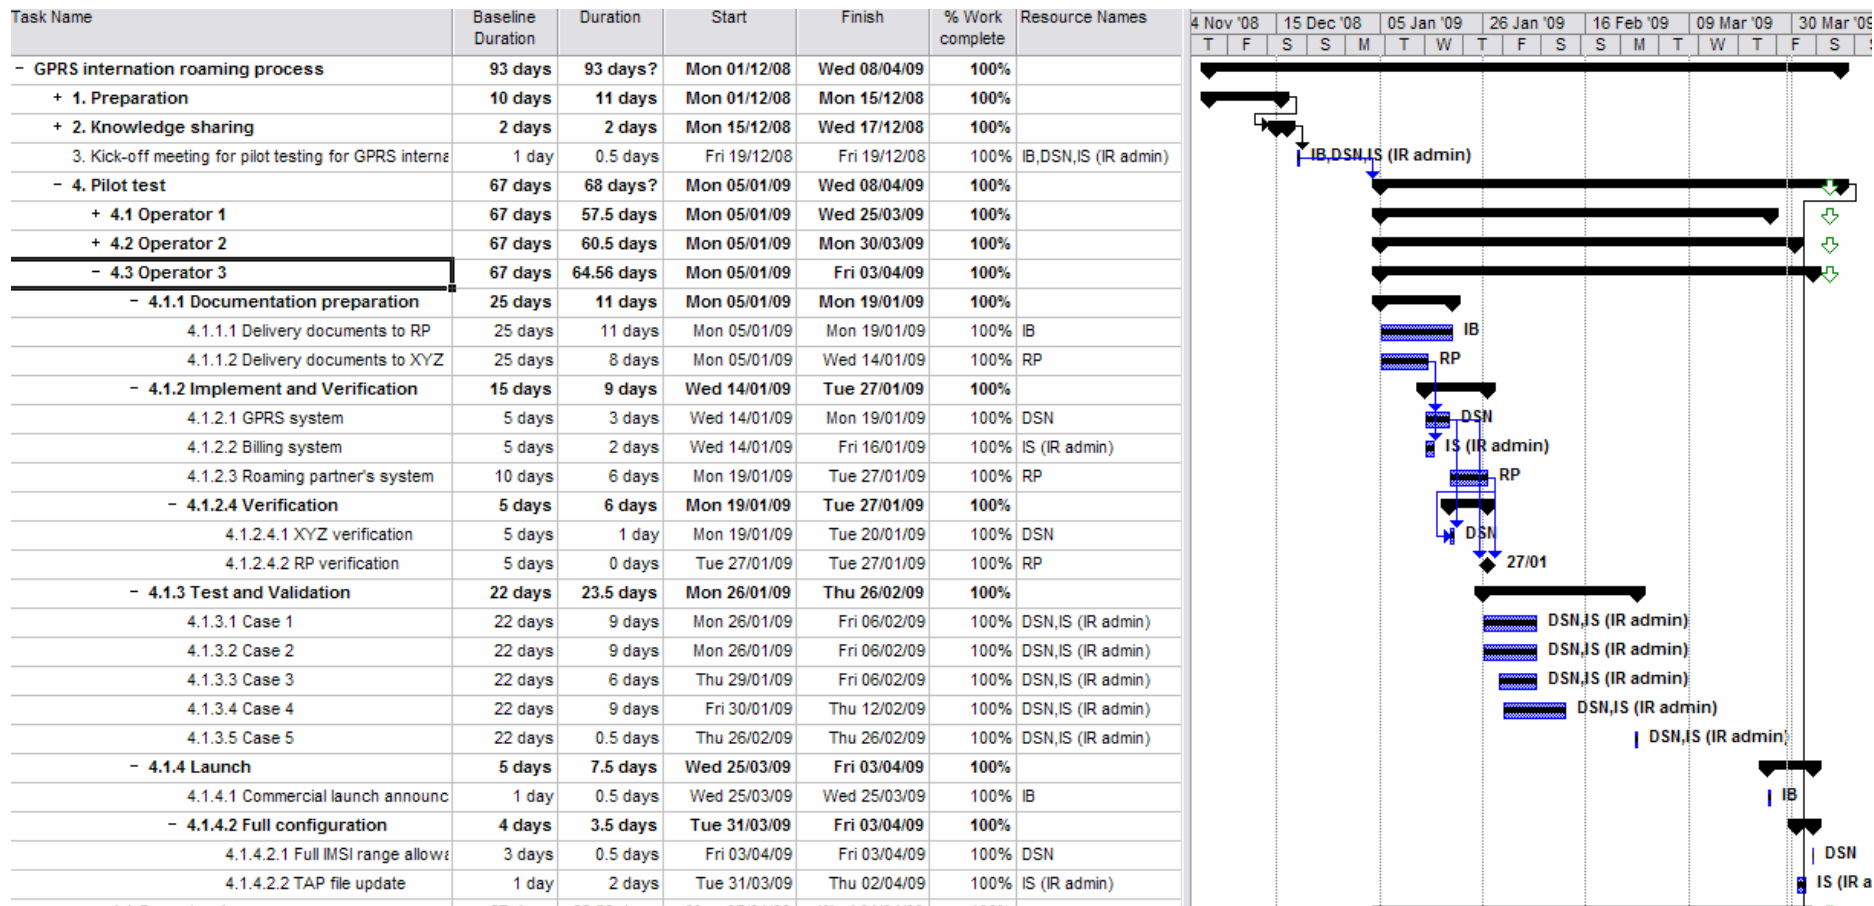 Task Name Baseline Duration Duration Start Finish % Work complete Resource Names
4 Nov '08 15 Dec '08 05 Jan '09 26 Jan '09 16 Feb '09 09 Mar '09 30 Mar '09
T F S S M T W T F S S M T W T F S
− GPRS internation roaming process 93 days 93 days? Mon 01/12/08 Wed 08/04/09 100%
+ 1. Preparation 10 days 11 days Mon 01/12/08 Mon 15/12/08 100%
+ 2. Knowledge sharing 2 days 2 days Mon 15/12/08 Wed 17/12/08 100%
3. Kick-off meeting for pilot testing for GPRS interna 1 day 0.5 days Fri 19/12/08 Fri 19/12/08 100% IB,DSN,IS (IR admin) IB,DSN,IS (IR admin)
− 4. Pilot test 67 days 68 days? Mon 05/01/09 Wed 08/04/09 100%
+ 4.1 Operator 1 67 days 57.5 days Mon 05/01/09 Wed 25/03/09 100%
+ 4.2 Operator 2 67 days 60.5 days Mon 05/01/09 Mon 30/03/09 100%
− 4.3 Operator 3 67 days 64.56 days Mon 05/01/09 Fri 03/04/09 100%
− 4.1.1 Documentation preparation 25 days 11 days Mon 05/01/09 Mon 19/01/09 100%
4.1.1.1 Delivery documents to RP 25 days 11 days Mon 05/01/09 Mon 19/01/09 100% IB IB
4.1.1.2 Delivery documents to XYZ 25 days 8 days Mon 05/01/09 Wed 14/01/09 100% RP RP
− 4.1.2 Implement and Verification 15 days 9 days Wed 14/01/09 Tue 27/01/09 100%
4.1.2.1 GPRS system 5 days 3 days Wed 14/01/09 Mon 19/01/09 100% DSN DSN
4.1.2.2 Billing system 5 days 2 days Wed 14/01/09 Fri 16/01/09 100% IS (IR admin) IS (IR admin)
4.1.2.3 Roaming partner's system 10 days 6 days Mon 19/01/09 Tue 27/01/09 100% RP RP
− 4.1.2.4 Verification 5 days 6 days Mon 19/01/09 Tue 27/01/09 100%
4.1.2.4.1 XYZ verification 5 days 1 day Mon 19/01/09 Tue 20/01/09 100% DSN DSN
4.1.2.4.2 RP verification 5 days 0 days Tue 27/01/09 Tue 27/01/09 100% RP 27/01
− 4.1.3 Test and Validation 22 days 23.5 days Mon 26/01/09 Thu 26/02/09 100%
4.1.3.1 Case 1 22 days 9 days Mon 26/01/09 Fri 06/02/09 100% DSN,IS (IR admin) DSN,IS (IR admin)
4.1.3.2 Case 2 22 days 9 days Mon 26/01/09 Fri 06/02/09 100% DSN,IS (IR admin) DSN,IS (IR admin)
4.1.3.3 Case 3 22 days 6 days Thu 29/01/09 Fri 06/02/09 100% DSN,IS (IR admin) DSN,IS (IR admin)
4.1.3.4 Case 4 22 days 9 days Fri 30/01/09 Thu 12/02/09 100% DSN,IS (IR admin) DSN,IS (IR admin)
4.1.3.5 Case 5 22 days 0.5 days Thu 26/02/09 Thu 26/02/09 100% DSN,IS (IR admin) DSN,IS (IR admin)
− 4.1.4 Launch 5 days 7.5 days Wed 25/03/09 Fri 03/04/09 100%
4.1.4.1 Commercial launch announc 1 day 0.5 days Wed 25/03/09 Wed 25/03/09 100% IB IB
− 4.1.4.2 Full configuration 4 days 3.5 days Tue 31/03/09 Fri 03/04/09 100%
4.1.4.2.1 Full IMSI range allowa 3 days 0.5 days Fri 03/04/09 Fri 03/04/09 100% DSN DSN
4.1.4.2.2 TAP file update 1 day 2 days Tue 31/03/09 Thu 02/04/09 100% IS (IR admin) IS (IR a